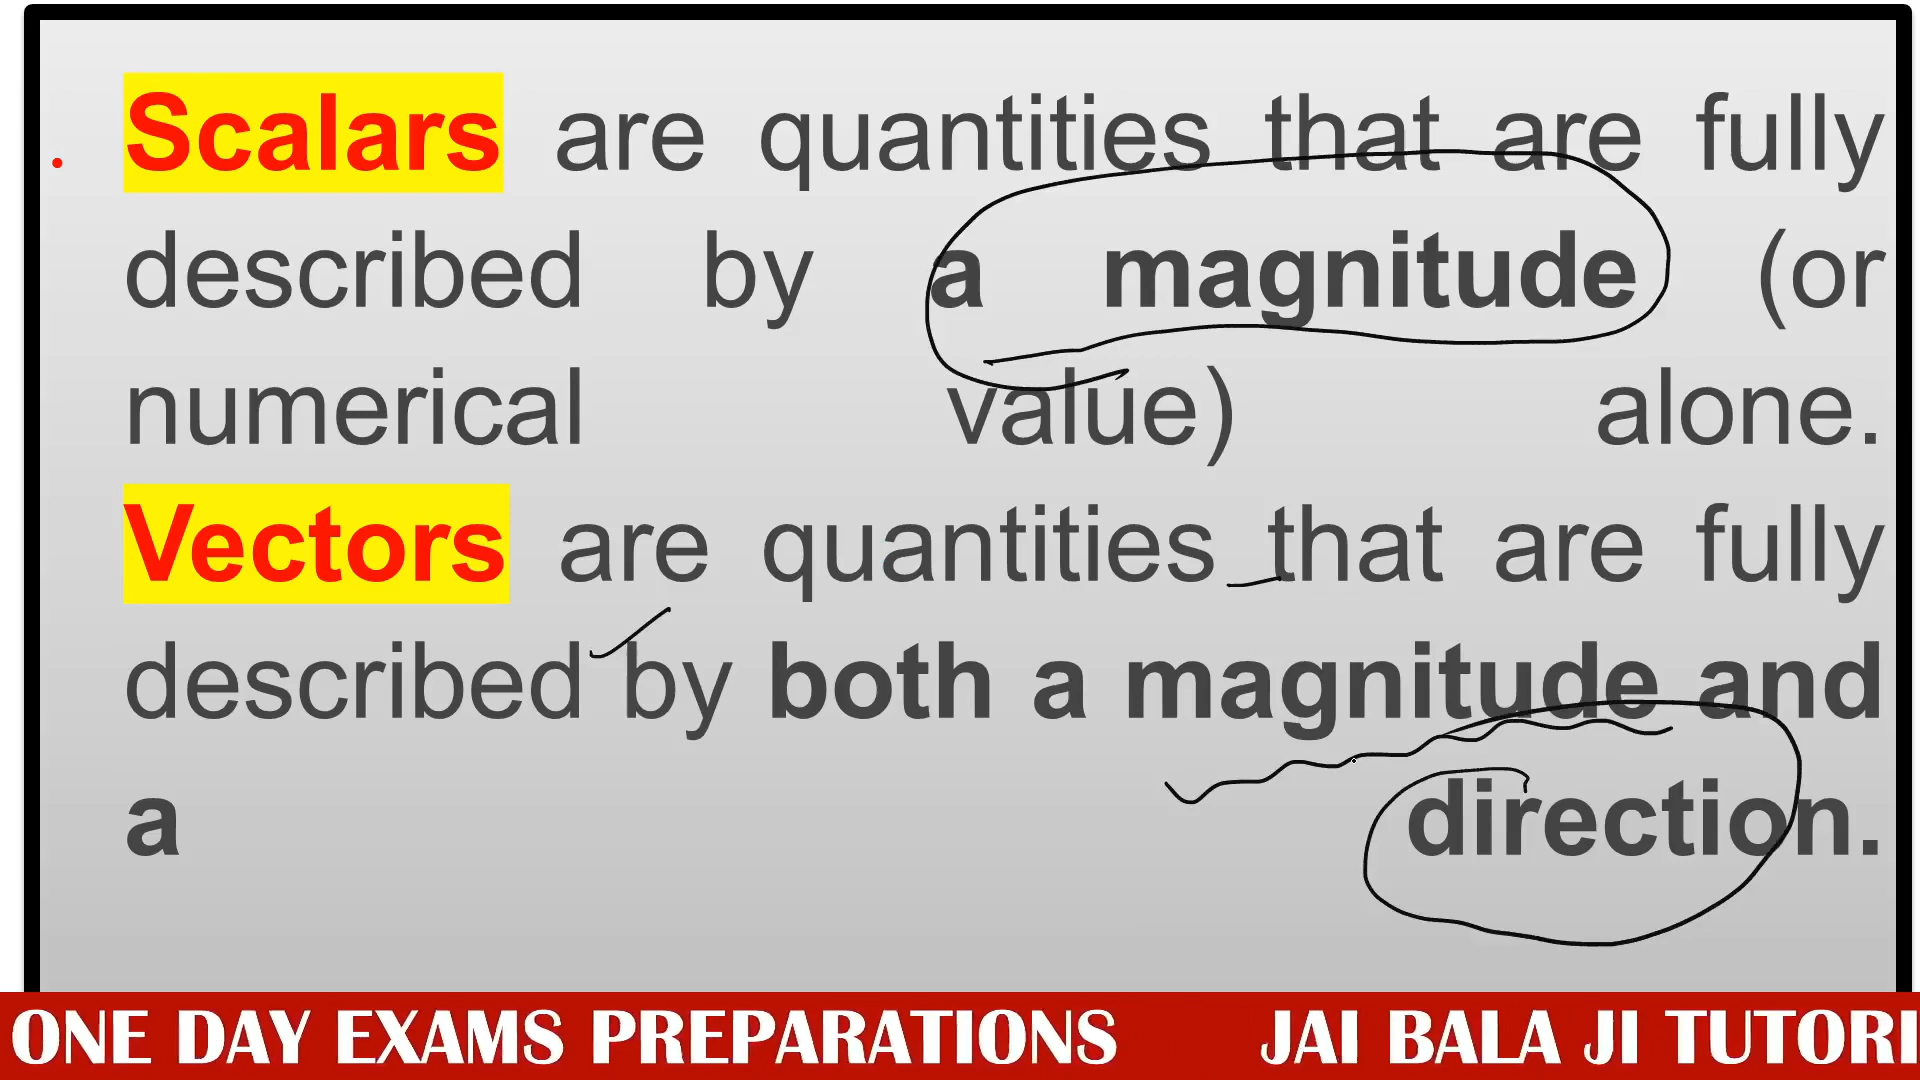 . Scalars are quantities that are fully
described by a magnitude (or
numerical value) alone.
Vectors are quantities that are fully
described by both a magnitude and
a direction.
ONE DAY EXAMS PREPARATIONS JAI BALA JI TUTORI